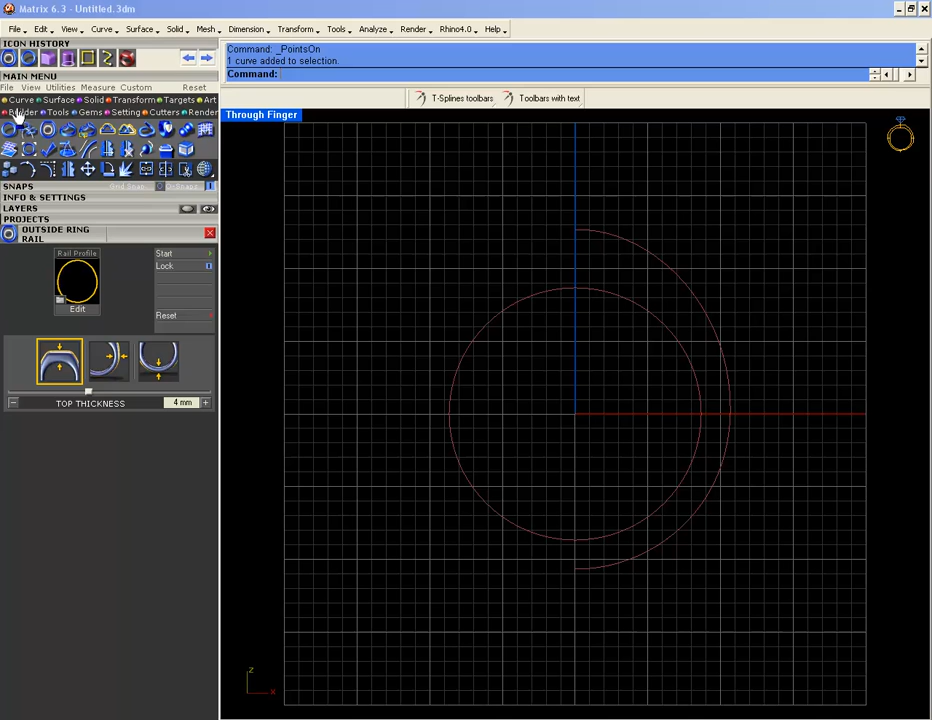 Matrix 6.3 - Untitled.3dm
File Edit View Curve Surface Solid Mesh Dimension Transform Tools Analyze Render Rhino4.0 Help
ICON HISTORY
Command: _PointsOn
1 curve added to selection.
Command:
MAIN MENU
File View Utilities Measure Custom Reset
Curve Surface Solid Transform Targets Art
Tools Gems Setting Cutters Render
T-Splines toolbars Toolbars with text
Through Finger
SNAPS Grid Snap OnSnaps
INFO & SETTINGS
LAYERS
PROJECTS
OUTSIDE RING
RAIL
Rail Profile
Edit
Start
Lock
Reset
TOP THICKNESS 4 mm
z
x